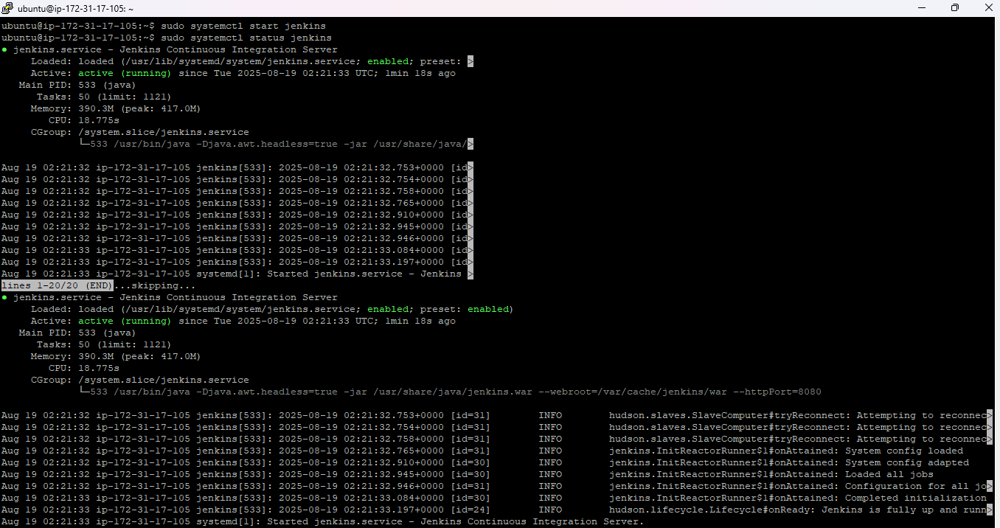 ubuntu@ip-172-31-17-105: ~
ubuntu@ip-172-31-17-105:~$ sudo systemctl start jenkins
ubuntu@ip-172-31-17-105:~$ sudo systemctl status jenkins
● jenkins.service - Jenkins Continuous Integration Server
     Loaded: loaded (/usr/lib/systemd/system/jenkins.service; enabled; preset: >
     Active: active (running) since Tue 2025-08-19 02:21:33 UTC; 1min 18s ago
   Main PID: 533 (java)
      Tasks: 50 (limit: 1121)
     Memory: 390.3M (peak: 417.0M)
        CPU: 18.775s
     CGroup: /system.slice/jenkins.service
             └─533 /usr/bin/java -Djava.awt.headless=true -jar /usr/share/java/>
Aug 19 02:21:32 ip-172-31-17-105 jenkins[533]: 2025-08-19 02:21:32.753+0000 [id>
Aug 19 02:21:32 ip-172-31-17-105 jenkins[533]: 2025-08-19 02:21:32.754+0000 [id>
Aug 19 02:21:32 ip-172-31-17-105 jenkins[533]: 2025-08-19 02:21:32.758+0000 [id>
Aug 19 02:21:32 ip-172-31-17-105 jenkins[533]: 2025-08-19 02:21:32.765+0000 [id>
Aug 19 02:21:32 ip-172-31-17-105 jenkins[533]: 2025-08-19 02:21:32.910+0000 [id>
Aug 19 02:21:32 ip-172-31-17-105 jenkins[533]: 2025-08-19 02:21:32.945+0000 [id>
Aug 19 02:21:32 ip-172-31-17-105 jenkins[533]: 2025-08-19 02:21:32.946+0000 [id>
Aug 19 02:21:33 ip-172-31-17-105 jenkins[533]: 2025-08-19 02:21:33.084+0000 [id>
Aug 19 02:21:33 ip-172-31-17-105 jenkins[533]: 2025-08-19 02:21:33.197+0000 [id>
Aug 19 02:21:33 ip-172-31-17-105 systemd[1]: Started jenkins.service - Jenkins >
lines 1-20/20 (END)...skipping...
● jenkins.service - Jenkins Continuous Integration Server
     Loaded: loaded (/usr/lib/systemd/system/jenkins.service; enabled; preset: enabled)
     Active: active (running) since Tue 2025-08-19 02:21:33 UTC; 1min 18s ago
   Main PID: 533 (java)
      Tasks: 50 (limit: 1121)
     Memory: 390.3M (peak: 417.0M)
        CPU: 18.775s
     CGroup: /system.slice/jenkins.service
             └─533 /usr/bin/java -Djava.awt.headless=true -jar /usr/share/java/jenkins.war --webroot=/var/cache/jenkins/war --httpPort=8080
Aug 19 02:21:32 ip-172-31-17-105 jenkins[533]: 2025-08-19 02:21:32.753+0000 [id=31]        INFO        hudson.slaves.SlaveComputer#tryReconnect: Attempting to reconnec>
Aug 19 02:21:32 ip-172-31-17-105 jenkins[533]: 2025-08-19 02:21:32.754+0000 [id=31]        INFO        hudson.slaves.SlaveComputer#tryReconnect: Attempting to reconnec>
Aug 19 02:21:32 ip-172-31-17-105 jenkins[533]: 2025-08-19 02:21:32.758+0000 [id=31]        INFO        hudson.slaves.SlaveComputer#tryReconnect: Attempting to reconnec>
Aug 19 02:21:32 ip-172-31-17-105 jenkins[533]: 2025-08-19 02:21:32.765+0000 [id=31]        INFO        jenkins.InitReactorRunner$1#onAttained: System config loaded
Aug 19 02:21:32 ip-172-31-17-105 jenkins[533]: 2025-08-19 02:21:32.910+0000 [id=30]        INFO        jenkins.InitReactorRunner$1#onAttained: System config adapted
Aug 19 02:21:32 ip-172-31-17-105 jenkins[533]: 2025-08-19 02:21:32.945+0000 [id=30]        INFO        jenkins.InitReactorRunner$1#onAttained: Loaded all jobs
Aug 19 02:21:32 ip-172-31-17-105 jenkins[533]: 2025-08-19 02:21:32.946+0000 [id=31]        INFO        jenkins.InitReactorRunner$1#onAttained: Configuration for all jo>
Aug 19 02:21:33 ip-172-31-17-105 jenkins[533]: 2025-08-19 02:21:33.084+0000 [id=30]        INFO        jenkins.InitReactorRunner$1#onAttained: Completed initialization
Aug 19 02:21:33 ip-172-31-17-105 jenkins[533]: 2025-08-19 02:21:33.197+0000 [id=24]        INFO        hudson.lifecycle.Lifecycle#onReady: Jenkins is fully up and runn>
Aug 19 02:21:33 ip-172-31-17-105 systemd[1]: Started jenkins.service - Jenkins Continuous Integration Server.